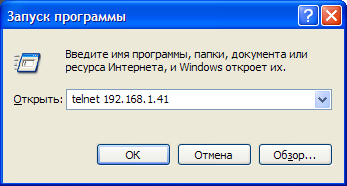 Запуск программы
Введите имя программы, папки, документа или
ресурса Интернета, и Windows откроет их.
Открыть: telnet 192.168.1.41
ОК Отмена Обзор...